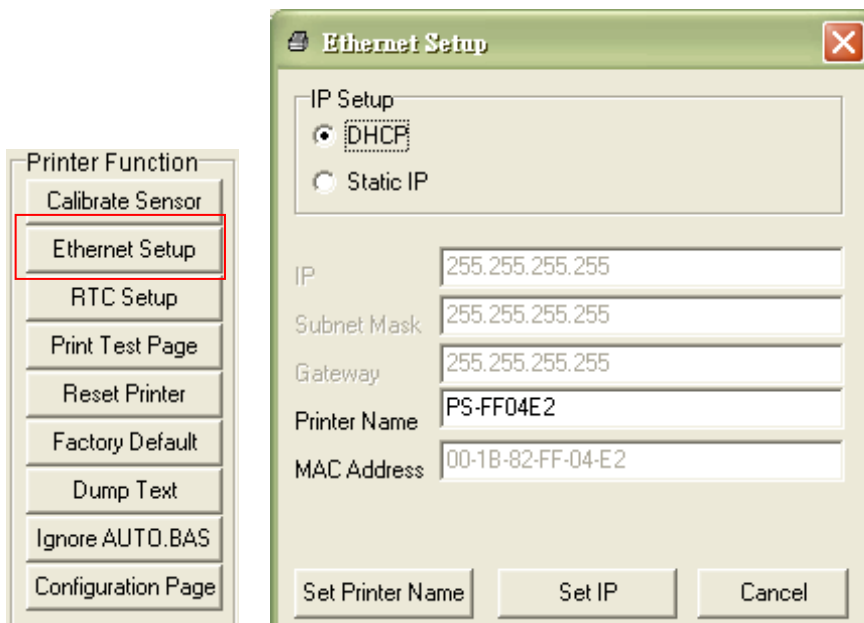 Printer Function
Calibrate Sensor
Ethernet Setup
RTC Setup
Print Test Page
Reset Printer
Factory Default
Dump Text
Ignore AUTO.BAS
Configuration Page
Ethernet Setup
IP Setup
DHCP
Static IP
IP 255.255.255.255
Subnet Mask 255.255.255.255
Gateway 255.255.255.255
Printer Name PS-FF04E2
MAC Address 00-1B-82-FF-04-E2
Set Printer Name Set IP Cancel